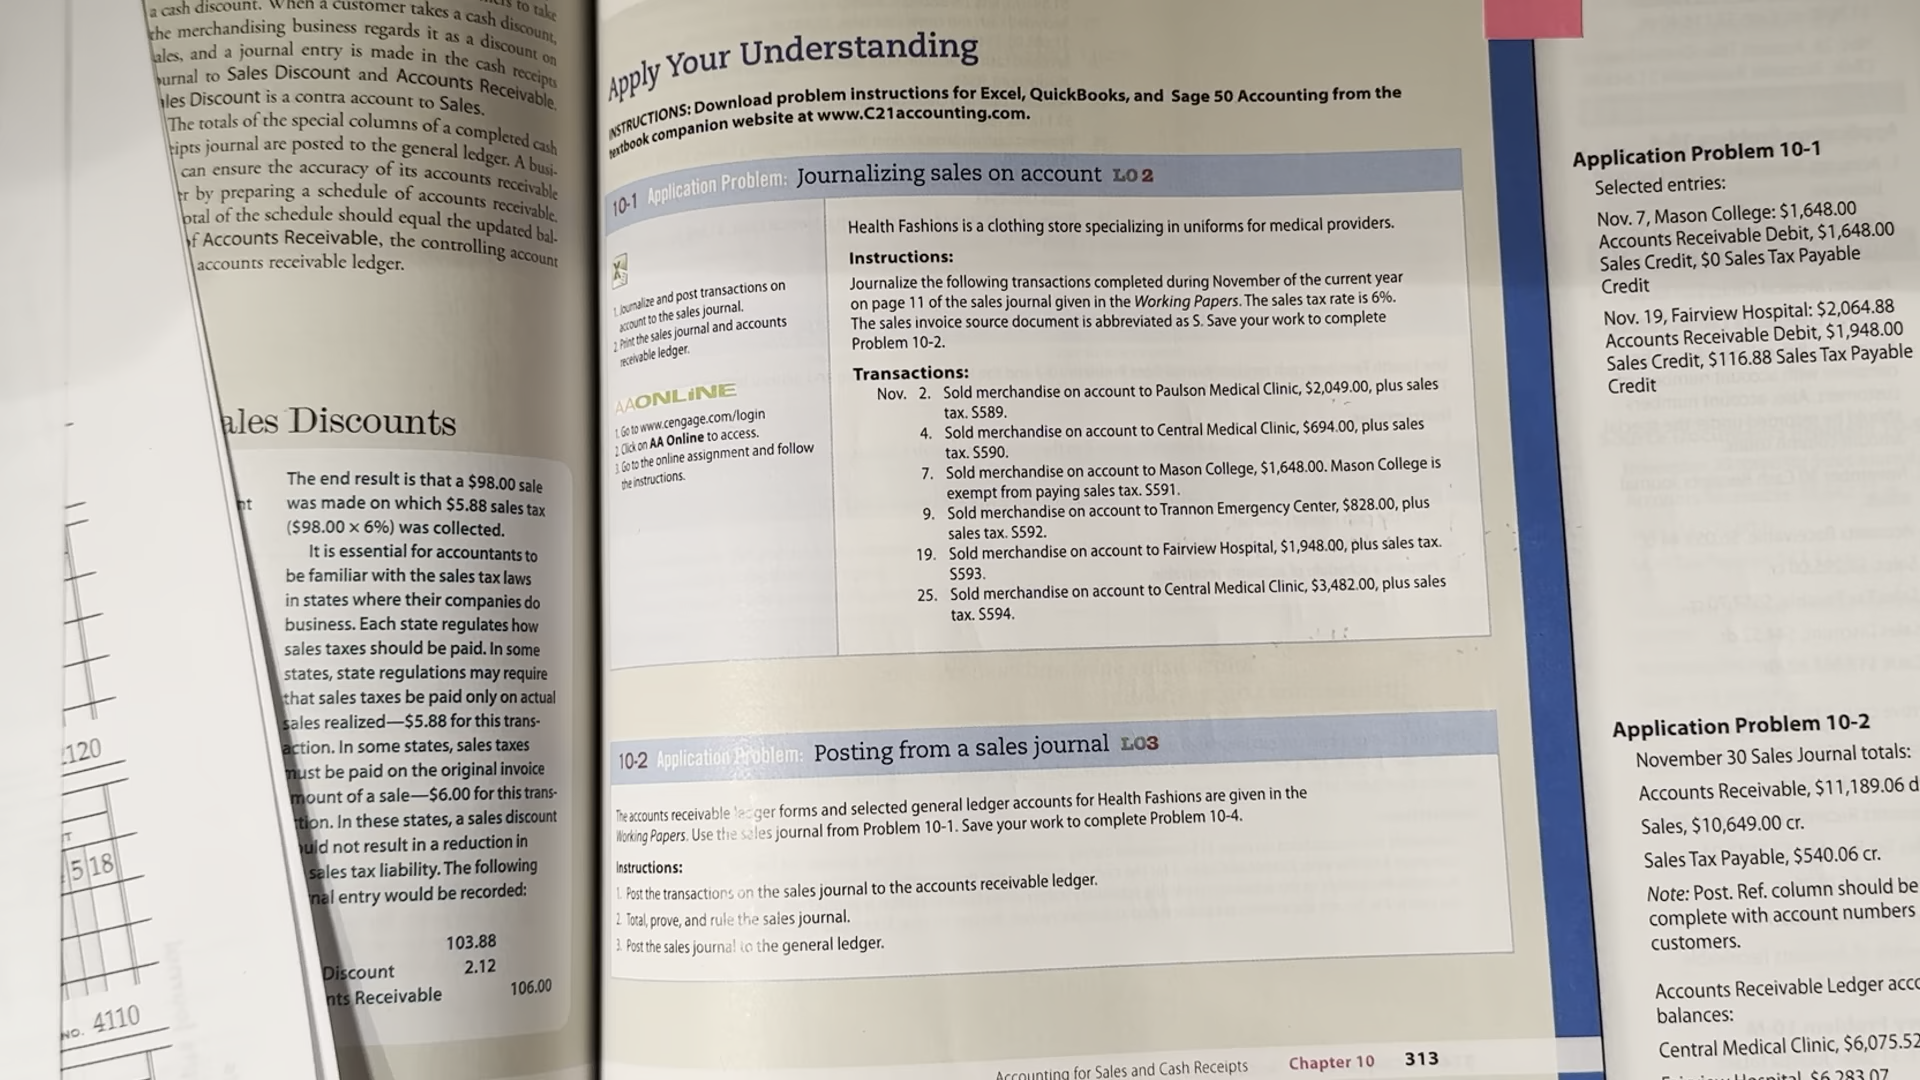 to take
a cash discount. When a customer takes a cash discount,
the merchandising business regards it as a discount on
ales, and a journal entry is made in the cash receipts
urnal to Sales Discount and Accounts Receivable.
les Discount is a contra account to Sales.
The totals of the special columns of a completed cash
ipts journal are posted to the general ledger. A busi-
can ensure the accuracy of its accounts receivable
r by preparing a schedule of accounts receivable.
otal of the schedule should equal the updated bal-
f Accounts Receivable, the controlling account
accounts receivable ledger.
ales Discounts
nt
The end result is that a $98.00 sale
was made on which $5.88 sales tax
($98.00 × 6%) was collected.
It is essential for accountants to
be familiar with the sales tax laws
in states where their companies do
business. Each state regulates how
sales taxes should be paid. In some
states, state regulations may require
that sales taxes be paid only on actual
sales realized—$5.88 for this trans-
action. In some states, sales taxes
must be paid on the original invoice
mount of a sale—$6.00 for this trans-
tion. In these states, a sales discount
uld not result in a reduction in
sales tax liability. The following
nal entry would be recorded:
103.88
Discount 2.12
nts Receivable 106.00
120
5 18
NO. 4110
Apply Your Understanding
INSTRUCTIONS: Download problem instructions for Excel, QuickBooks, and Sage 50 Accounting from the
textbook companion website at www.C21accounting.com.
10-1 Application Problem: Journalizing sales on account LO2
1. Journalize and post transactions on
account to the sales journal.
2. Print the sales journal and accounts
receivable ledger.
AAONLINE
1. Go to www.cengage.com/login
2. Click on AA Online to access.
3. Go to the online assignment and follow
the instructions.
Health Fashions is a clothing store specializing in uniforms for medical providers.
Instructions:
Journalize the following transactions completed during November of the current year
on page 11 of the sales journal given in the Working Papers. The sales tax rate is 6%.
The sales invoice source document is abbreviated as S. Save your work to complete
Problem 10-2.
Transactions:
Nov. 2. Sold merchandise on account to Paulson Medical Clinic, $2,049.00, plus sales
tax. S589.
4. Sold merchandise on account to Central Medical Clinic, $694.00, plus sales
tax. S590.
7. Sold merchandise on account to Mason College, $1,648.00. Mason College is
exempt from paying sales tax. S591.
9. Sold merchandise on account to Trannon Emergency Center, $828.00, plus
sales tax. S592.
19. Sold merchandise on account to Fairview Hospital, $1,948.00, plus sales tax.
S593.
25. Sold merchandise on account to Central Medical Clinic, $3,482.00, plus sales
tax. S594.
10-2 Application Problem: Posting from a sales journal LO3
The accounts receivable ledger forms and selected general ledger accounts for Health Fashions are given in the
Working Papers. Use the sales journal from Problem 10-1. Save your work to complete Problem 10-4.
Instructions:
1. Post the transactions on the sales journal to the accounts receivable ledger.
2. Total, prove, and rule the sales journal.
3. Post the sales journal to the general ledger.
Accounting for Sales and Cash Receipts Chapter 10 313
Application Problem 10-1
Selected entries:
Nov. 7, Mason College: $1,648.00
Accounts Receivable Debit, $1,648.00
Sales Credit, $0 Sales Tax Payable
Credit
Nov. 19, Fairview Hospital: $2,064.88
Accounts Receivable Debit, $1,948.00
Sales Credit, $116.88 Sales Tax Payable
Credit
Application Problem 10-2
November 30 Sales Journal totals:
Accounts Receivable, $11,189.06 d
Sales, $10,649.00 cr.
Sales Tax Payable, $540.06 cr.
Note: Post. Ref. column should be
complete with account numbers
customers.
Accounts Receivable Ledger acco
balances:
Central Medical Clinic, $6,075.52
$6,283.07